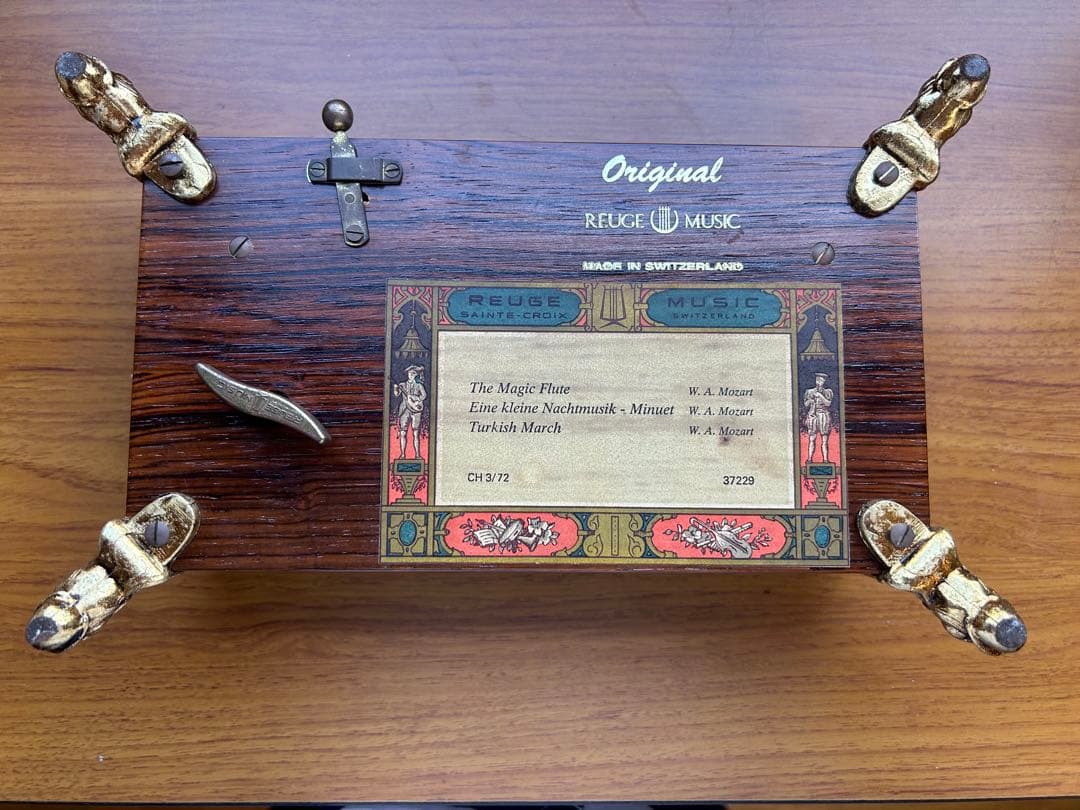 Original
REUGE MUSIC
MADE IN SWITZERLAND
REUGE MUSIC
SAINTE-CROIX SWITZERLAND
The Magic Flute W. A. Mozart
Eine kleine Nachtmusik - Minuet W. A. Mozart
Turkish March W. A. Mozart
CH 3/72 37229